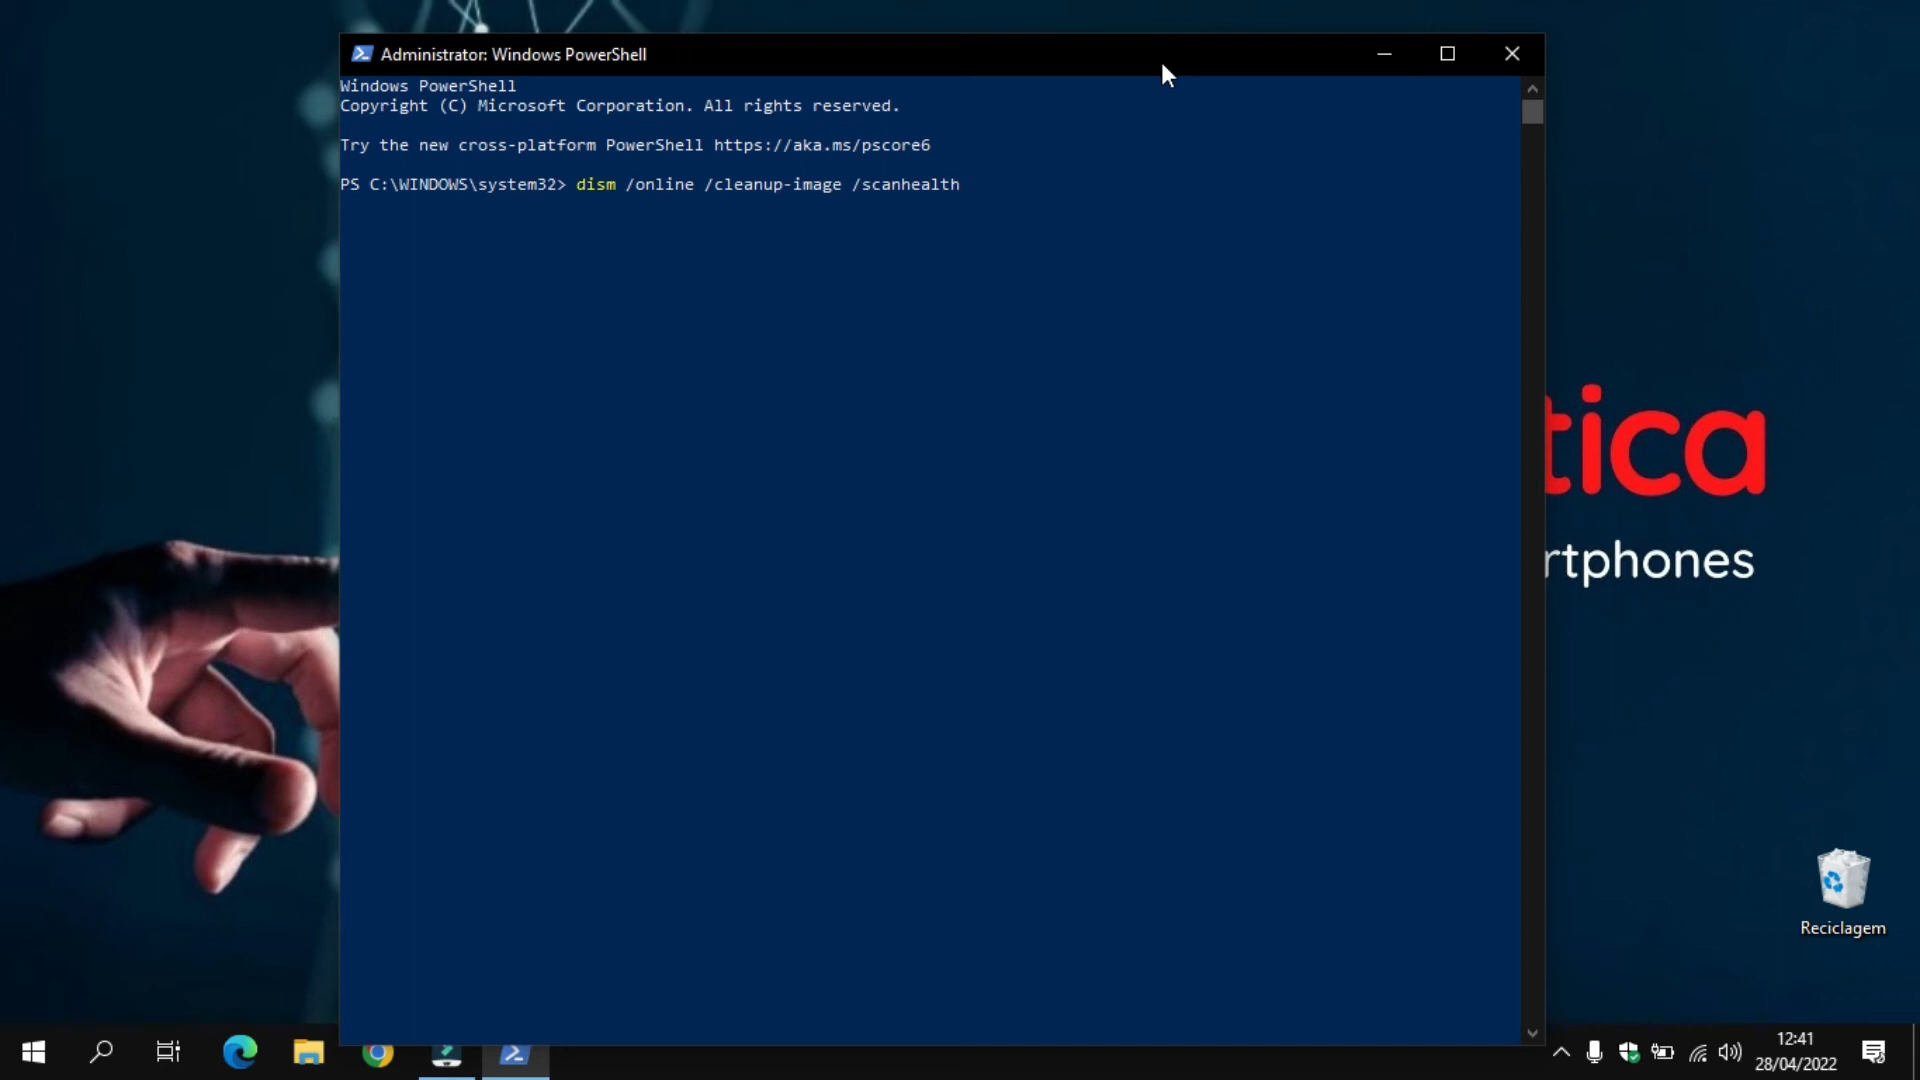 Administrator: Windows PowerShell
Windows PowerShell
Copyright (C) Microsoft Corporation. All rights reserved.
Try the new cross-platform PowerShell https://aka.ms/pscore6
PS C:\WINDOWS\system32> dism /online /cleanup-image /scanhealth
tica
rtphones
Reciclagem
12:41
28/04/2022